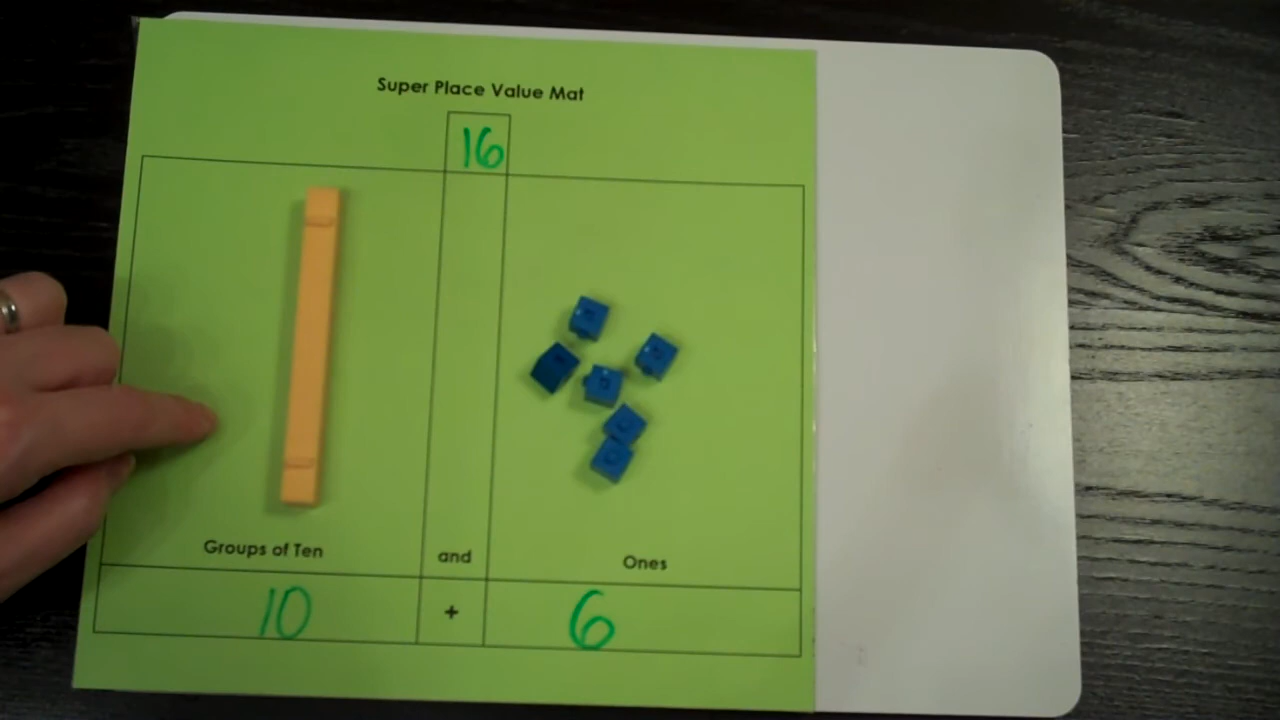 Super Place Value Mat
16
Groups of Ten and Ones
10 + 6